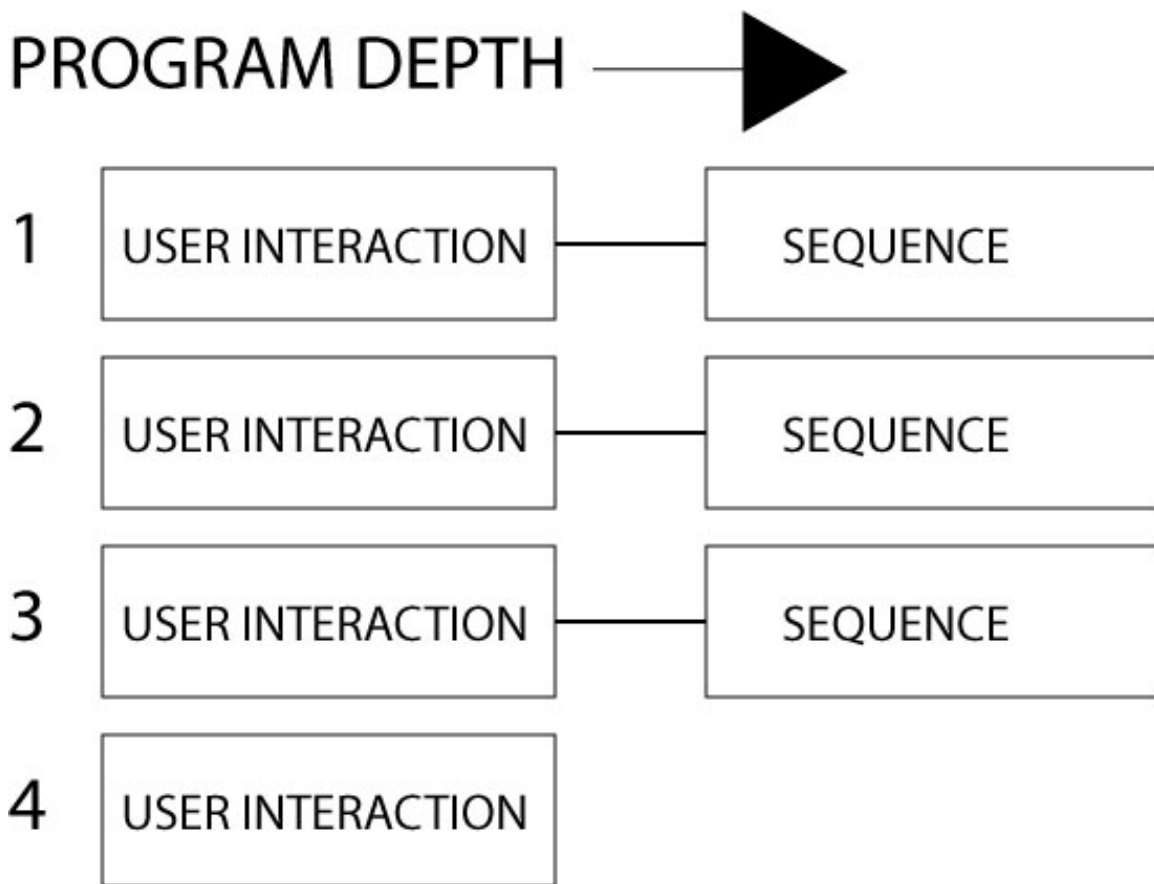 PROGRAM DEPTH
1 USER INTERACTION SEQUENCE
2 USER INTERACTION SEQUENCE
3 USER INTERACTION SEQUENCE
4 USER INTERACTION